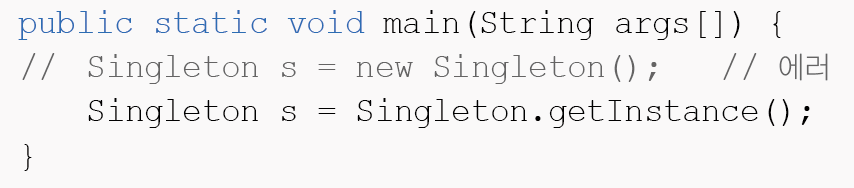 public static void main(String args[]) {
// Singleton s = new Singleton(); // 에러
Singleton s = Singleton.getInstance();
}